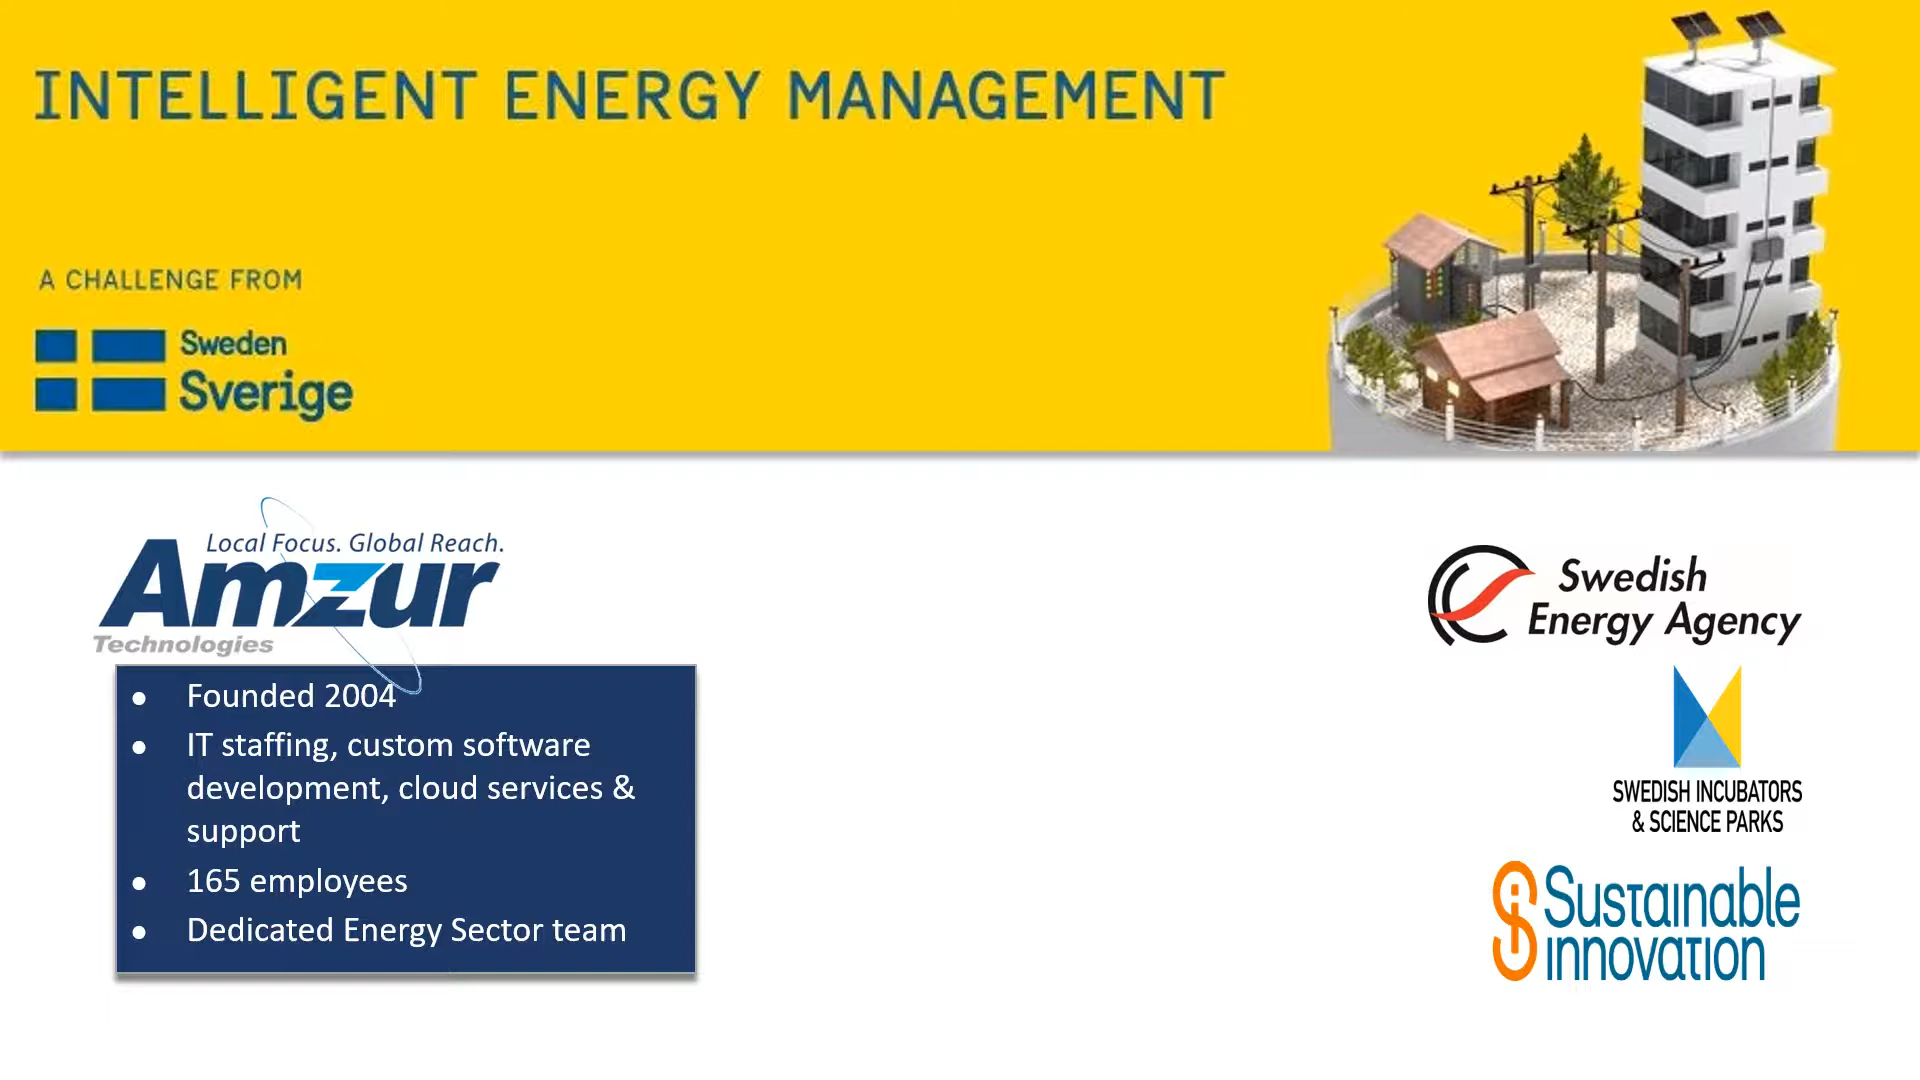 INTELLIGENT ENERGY MANAGEMENT
A CHALLENGE FROM
Sweden
Sverige
Local Focus. Global Reach.
Amzur
Technologies
• Founded 2004
• IT staffing, custom software
development, cloud services &
support
• 165 employees
• Dedicated Energy Sector team
Swedish
Energy Agency
SWEDISH INCUBATORS
& SCIENCE PARKS
Sustainable
innovation